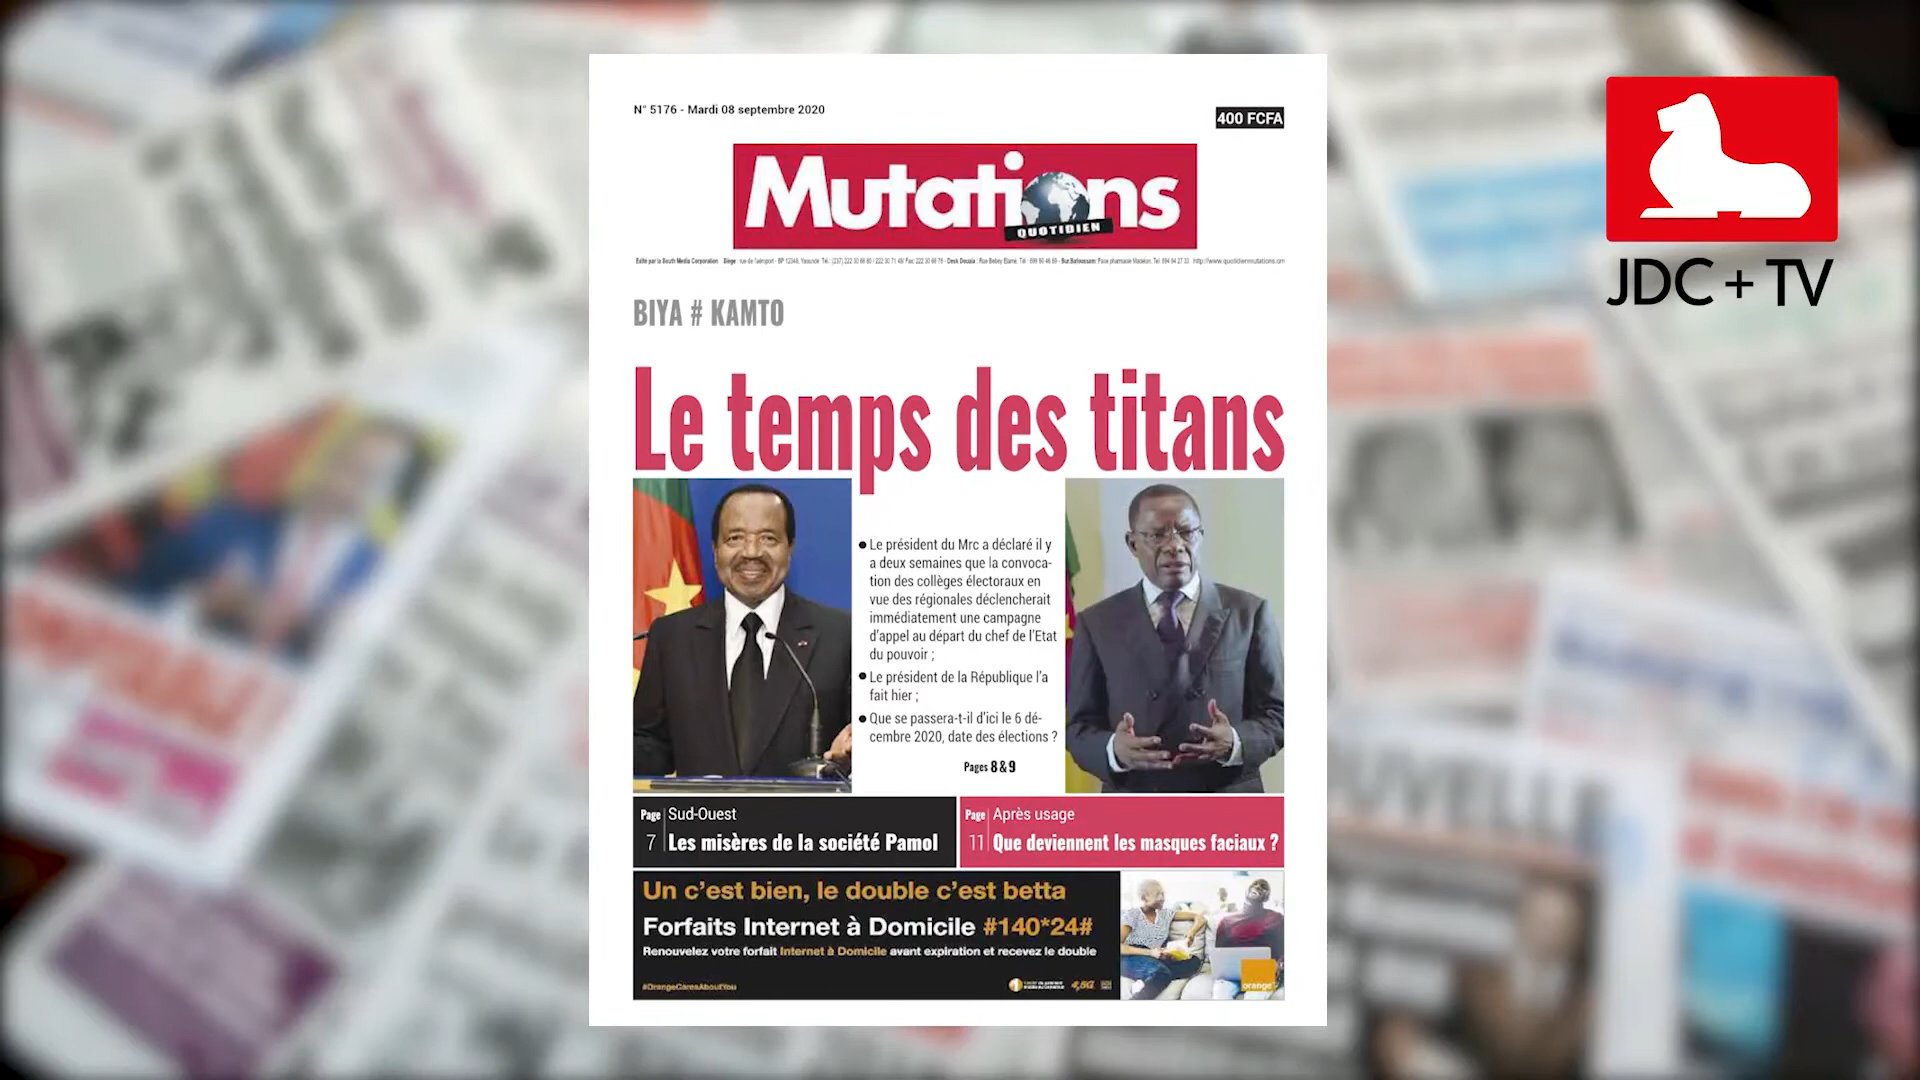 N° 5176 - Mardi 08 septembre 2020
400 FCFA
Mutations
QUOTIDIEN
JDC + TV
BIYA # KAMTO
Le temps des titans
Le président du Mrc a déclaré il y
a deux semaines que la convoca-
tion des collèges électoraux en
vue des régionales déclencherait
immédiatement une campagne
d'appel au départ du chef de l'Etat
du pouvoir ;
Le président de la République l'a
fait hier ;
Que se passera-t-il d'ici le 6 dé-
cembre 2020, date des élections ?
Pages 8&9
Page 7 Sud-Ouest
Les misères de la société Pamol
Page 11 Après usage
Que deviennent les masques faciaux ?
Un c'est bien, le double c'est betta
Forfaits Internet à Domicile #140*24#
Renouvelez votre forfait Internet à Domicile avant expiration et recevez le double
#OrangeCaresAboutYou
4,5G
orange